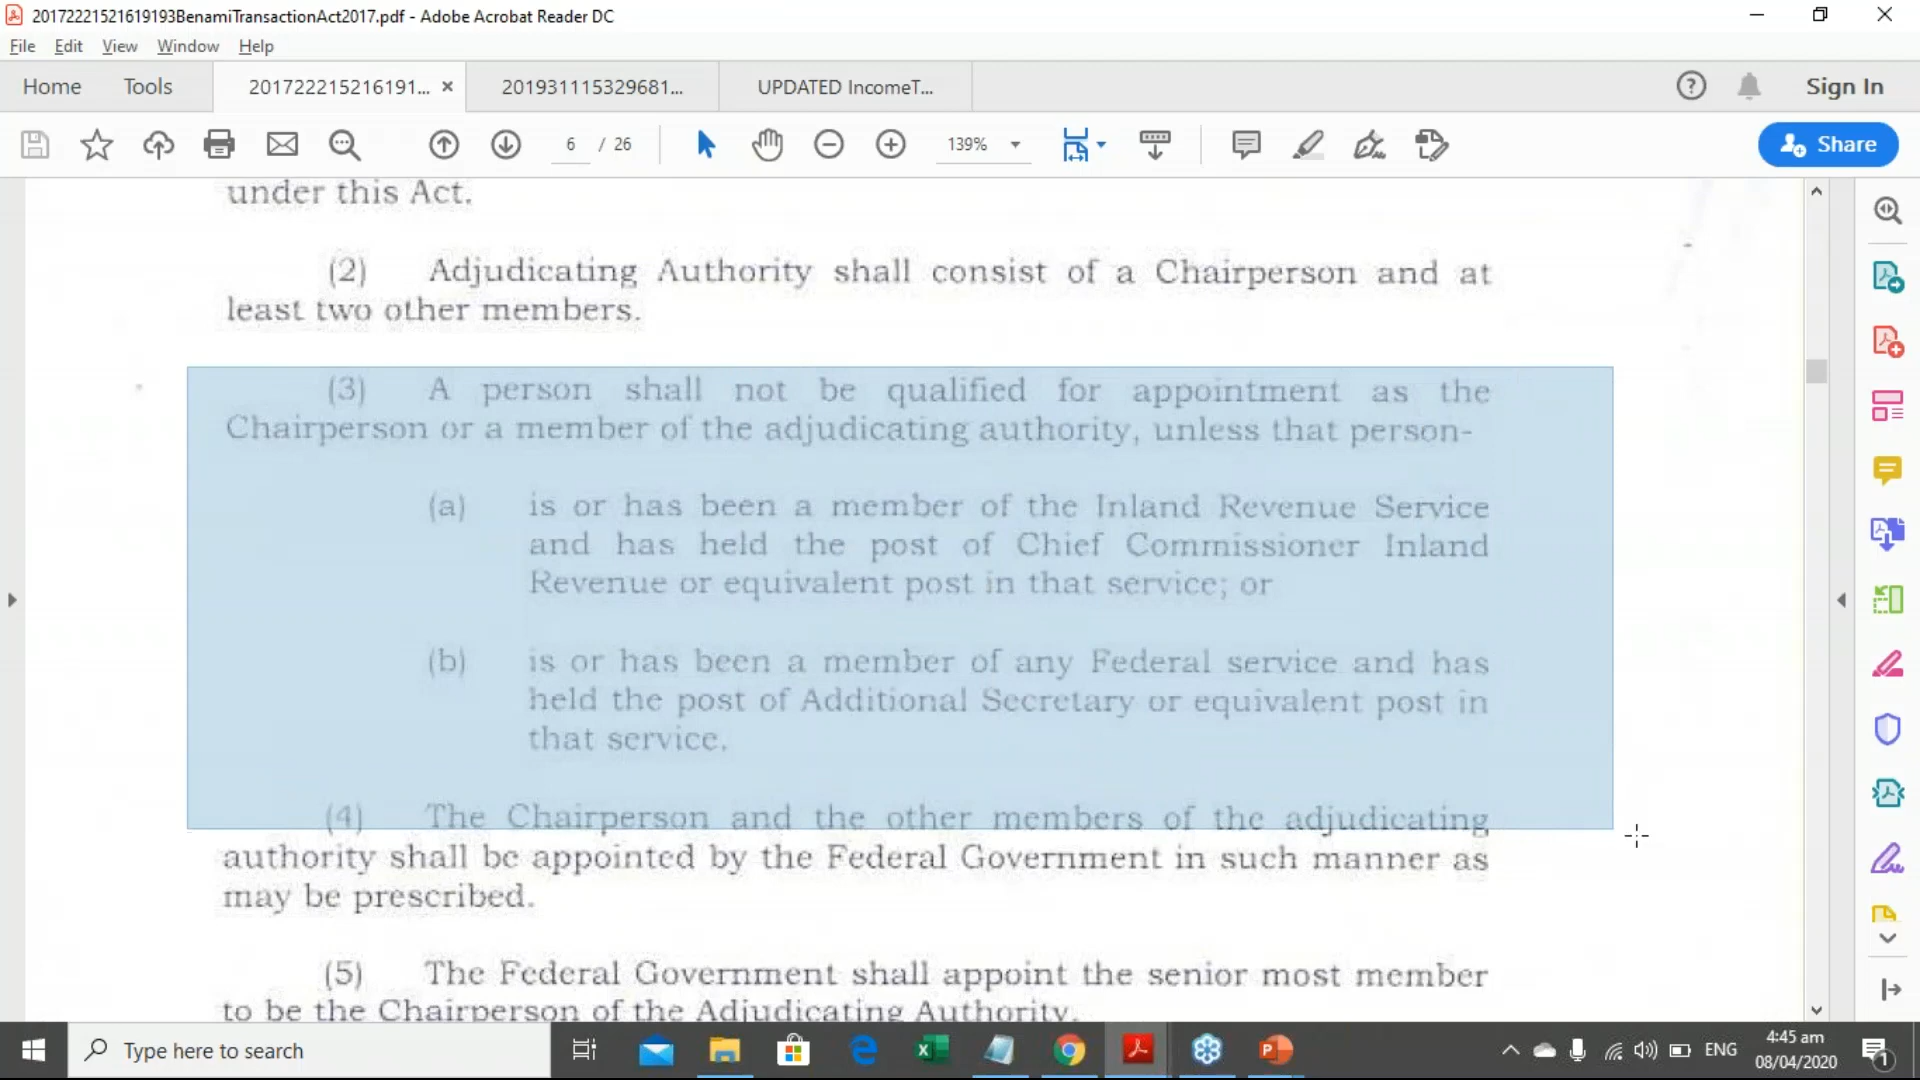 201722221521619193BenamiTransactionAct2017.pdf - Adobe Acrobat Reader DC
File Edit View Window Help
Home Tools 201722215216191... × 201931115329681... UPDATED IncomeT... Sign In
6 / 26 139% Share
under this Act.
(2) Adjudicating Authority shall consist of a Chairperson and at
least two other members.
(3) A person shall not be qualified for appointment as the
Chairperson or a member of the adjudicating authority, unless that person-
(a) is or has been a member of the Inland Revenue Service
and has held the post of Chief Commissioner Inland
Revenue or equivalent post in that service; or
(b) is or has been a member of any Federal service and has
held the post of Additional Secretary or equivalent post in
that service.
(4) The Chairperson and the other members of the adjudicating
authority shall be appointed by the Federal Government in such manner as
may be prescribed.
(5) The Federal Government shall appoint the senior most member
to be the Chairperson of the Adjudicating Authority.
Type here to search
ENG
4:45 am
08/04/2020
1